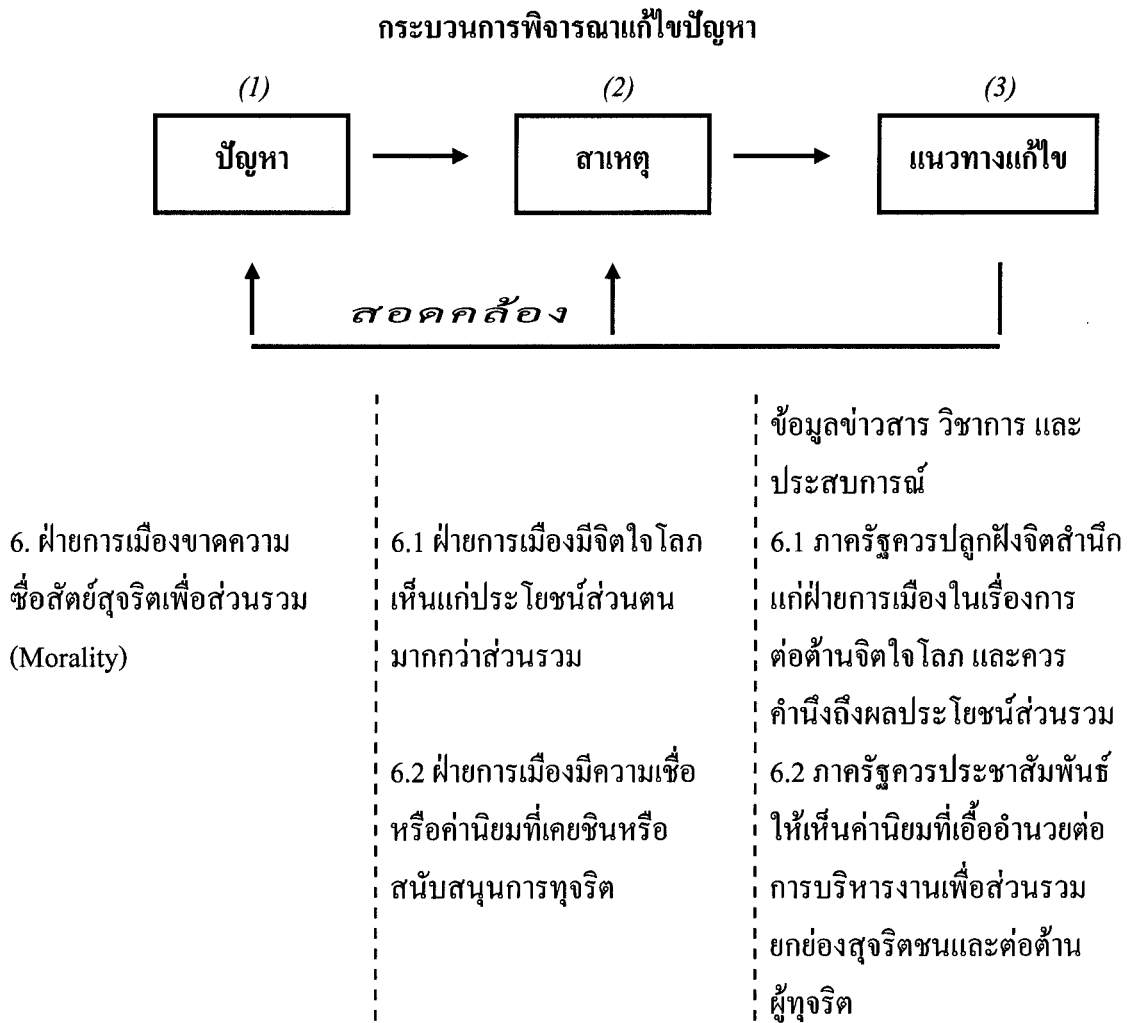 กระบวนการพิจารณาแก้ไขปัญหา
(1) (2) (3)
ปัญหา สาเหตุ แนวทางแก้ไข
สอดคล้อง
ข้อมูลข่าวสาร วิชาการ และ
ประสบการณ์
6. ฝ่ายการเมืองขาดความ
ซื่อสัตย์สุจริตเพื่อส่วนรวม
(Morality)
6.1 ฝ่ายการเมืองมีจิตใจโลภ
เห็นแก่ประโยชน์ส่วนตน
มากกว่าส่วนรวม
6.2 ฝ่ายการเมืองมีความเชื่อ
หรือค่านิยมที่เคยชินหรือ
สนับสนุนการทุจริต
6.1 ภาครัฐควรปลูกฝังจิตสำนึก
แก่ฝ่ายการเมืองในเรื่องการ
ต่อต้านจิตใจโลภ และควร
คำนึงถึงผลประโยชน์ส่วนรวม
6.2 ภาครัฐควรประชาสัมพันธ์
ให้เห็นค่านิยมที่เอื้ออำนวยต่อ
การบริหารงานเพื่อส่วนรวม
ยกย่องสุจริตชนและต่อต้าน
ผู้ทุจริต